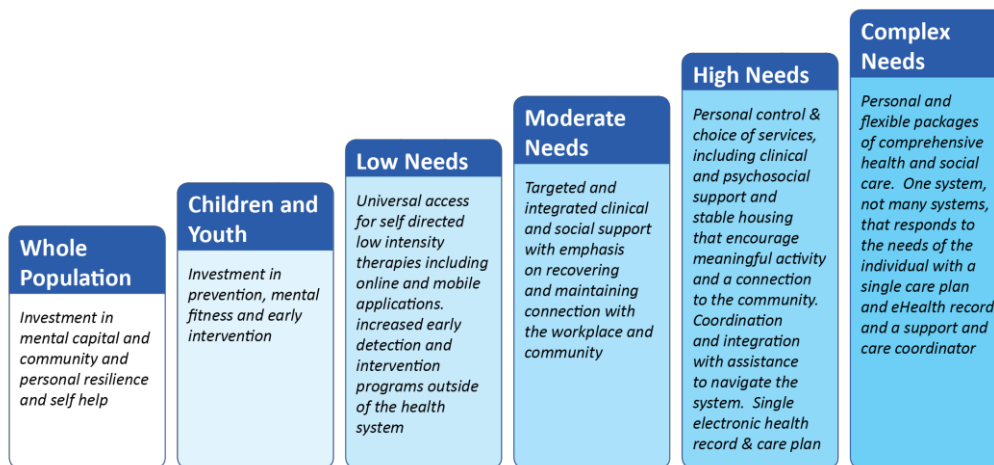 Whole
Population
Investment in
mental capital and
community and
personal resilience
and self help
Children and
Youth
Investment in
prevention, mental
fitness and early
intervention
Low Needs
Universal access
for self directed
low intensity
therapies including
online and mobile
applications.
increased early
detection and
intervention
programs outside
of the health
system
Moderate
Needs
Targeted and
integrated clinical
and social support
with emphasis
on recovering
and maintaining
connection with
the workplace and
community
High Needs
Personal control &
choice of services,
including clinical
and psychosocial
support and
stable housing
that encourage
meaningful activity
and a connection
to the community.
Coordination
and integration
with assistance
to navigate the
system. Single
electronic health
record & care plan
Complex
Needs
Personal and
flexible packages
of comprehensive
health and social
care. One system,
not many systems,
that responds to
the needs of the
individual with a
single care plan
and eHealth record
and a support and
care coordinator